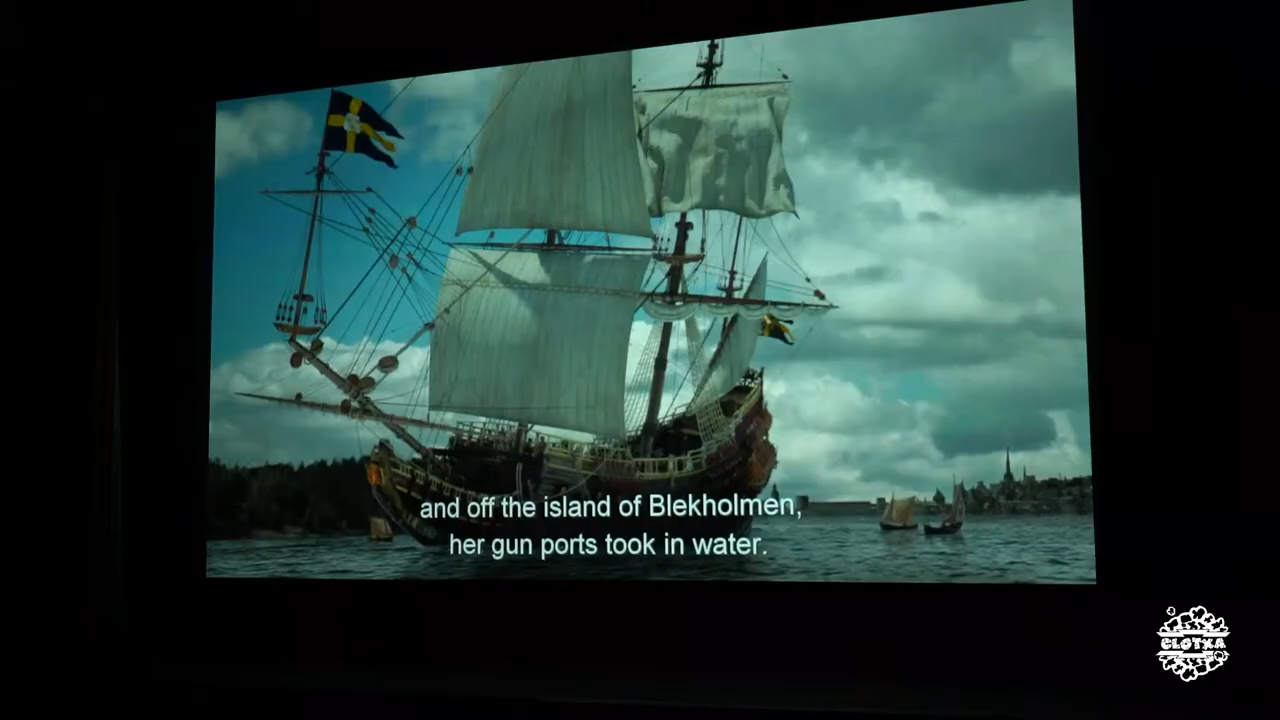 and off the island of Blekholmen,
her gun ports took in water.
CLOTXA